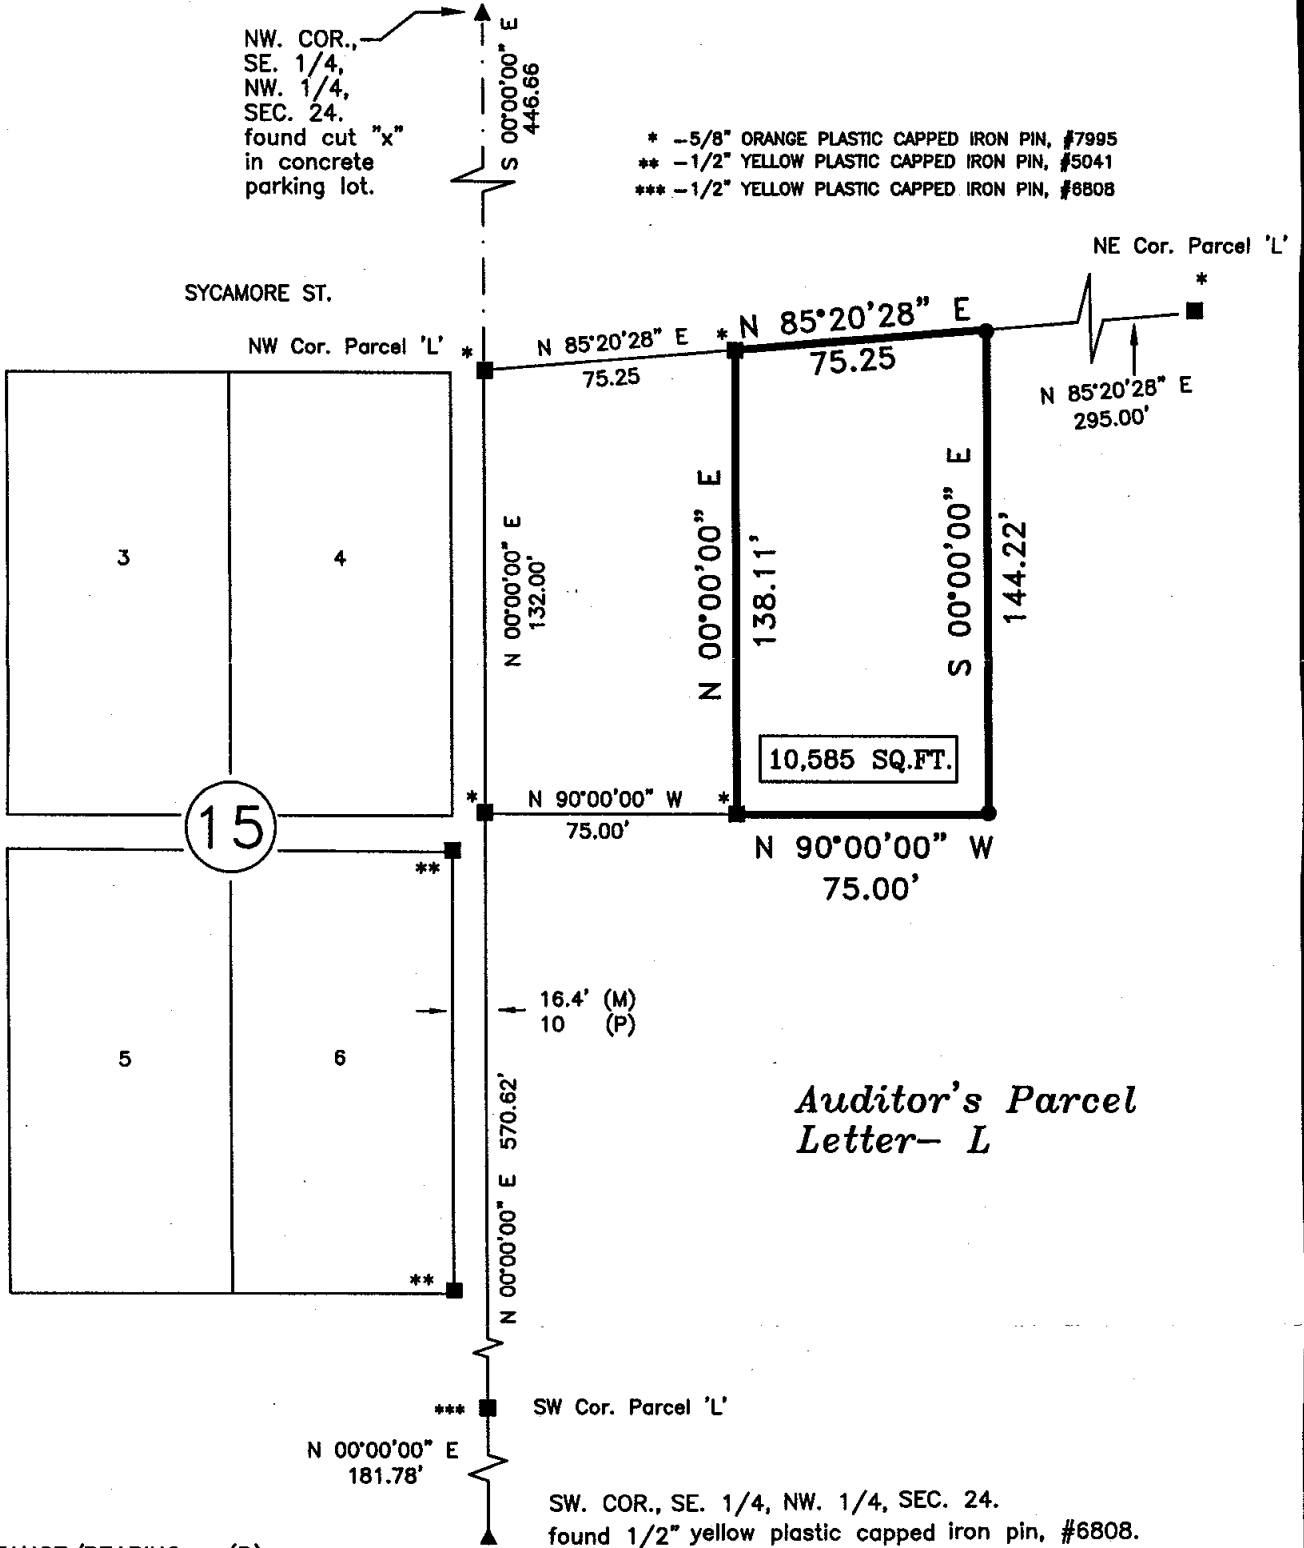 NW. COR.,
SE. 1/4,
NW. 1/4,
SEC. 24.
found cut "x"
in concrete
parking lot.
S 00°00'00" E
446.66
* -5/8" ORANGE PLASTIC CAPPED IRON PIN, #7995
** -1/2" YELLOW PLASTIC CAPPED IRON PIN, #5041
*** -1/2" YELLOW PLASTIC CAPPED IRON PIN, #6808
NE Cor. Parcel 'L'
*
SYCAMORE ST.
NW Cor. Parcel 'L' *
N 85°20'28" E
75.25
* N 85°20'28" E
75.25
N 85°20'28" E
295.00'
3
4
N 00°00'00" E
132.00'
N 00°00'00" E
138.11'
S 00°00'00" E
144.22'
10,585 SQ.FT.
15
*
N 90°00'00" W
75.00'
*
N 90°00'00" W
75.00'
**
16.4' (M)
10 (P)
5
6
N 00°00'00" E 570.62'
Auditor's Parcel
Letter- L
**
*** SW Cor. Parcel 'L'
N 00°00'00" E
181.78'
SW. COR., SE. 1/4, NW. 1/4, SEC. 24.
found 1/2" yellow plastic capped iron pin, #6808.